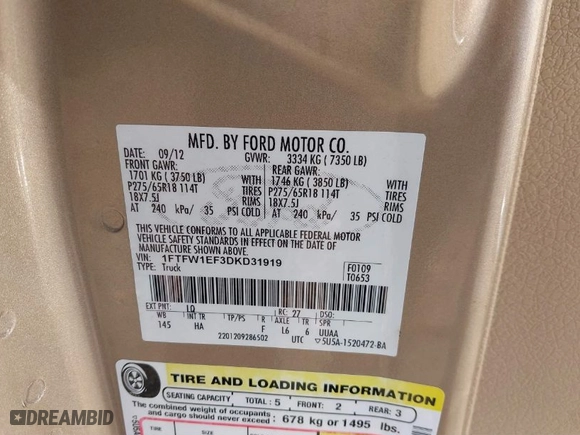 MFD. BY FORD MOTOR CO.
DATE: 09/12 GVWR: 3334 KG ( 7350 LB)
FRONT GAWR: REAR GAWR:
1701 KG ( 3750 LB) WITH 1746 KG ( 3850 LB) WITH
P275/65R18 114T TIRES P275/65R18 114T TIRES
18X7.5J RIMS 18X7.5J RIMS
AT 240 kPa/ 35 PSI COLD AT 240 kPa/ 35 PSI COLD
THIS VEHICLE CONFORMS TO ALL APPLICABLE FEDERAL MOTOR
VEHICLE SAFETY STANDARDS IN EFFECT ON THE DATE OF
MANUFACTURE SHOWN ABOVE.
VIN: 1FTFW1EF3DKD31919 F0109
TYPE: Truck T0653
EXT PNT: LQ RC: 27 DSO:
WB INT TR TP/PS R AXLE TR SPR
145 HA F L6 6 UUAA
2201209286502 UTC ▽5U5A-1520472-BA
TIRE AND LOADING INFORMATION
SEATING CAPACITY TOTAL : 5 FRONT: 2 REAR: 3
The combined weight of occupants
and cargo should never exceed : 678 kg or 1495 lbs.
TIRE SIZE
© DREAMBID